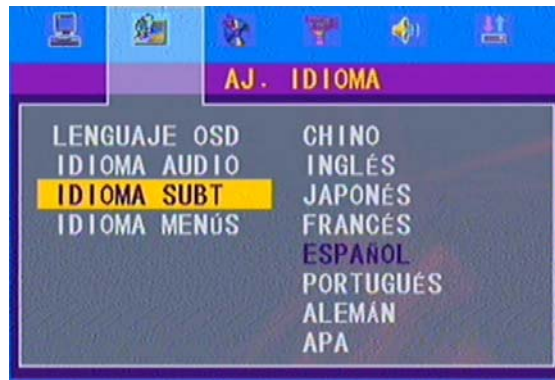 AJ. IDIOMA
LENGUAJE OSD
IDIOMA AUDIO
IDIOMA SUBT
IDIOMA MENÚS
CHINO
INGLÉS
JAPONÉS
FRANCÉS
ESPAÑOL
PORTUGUÉS
ALEMÁN
APA